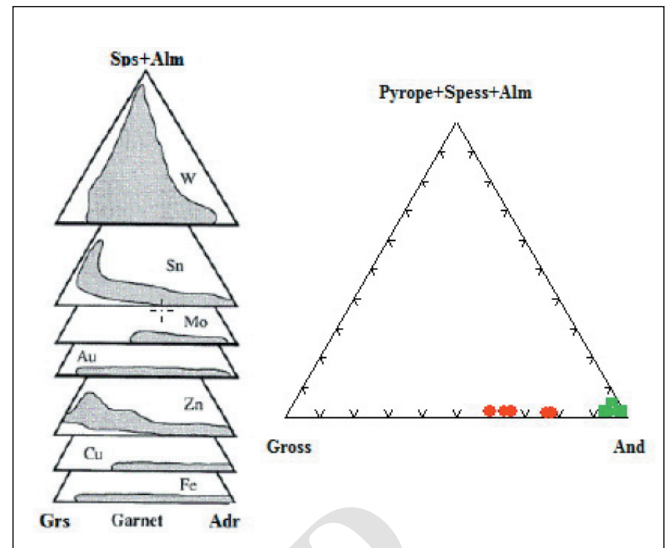 Sps+Alm
W
Sn
Mo
Au
Zn
Cu
Fe
Grs Garnet Adr
Pyrope+Spess+Alm
Gross And